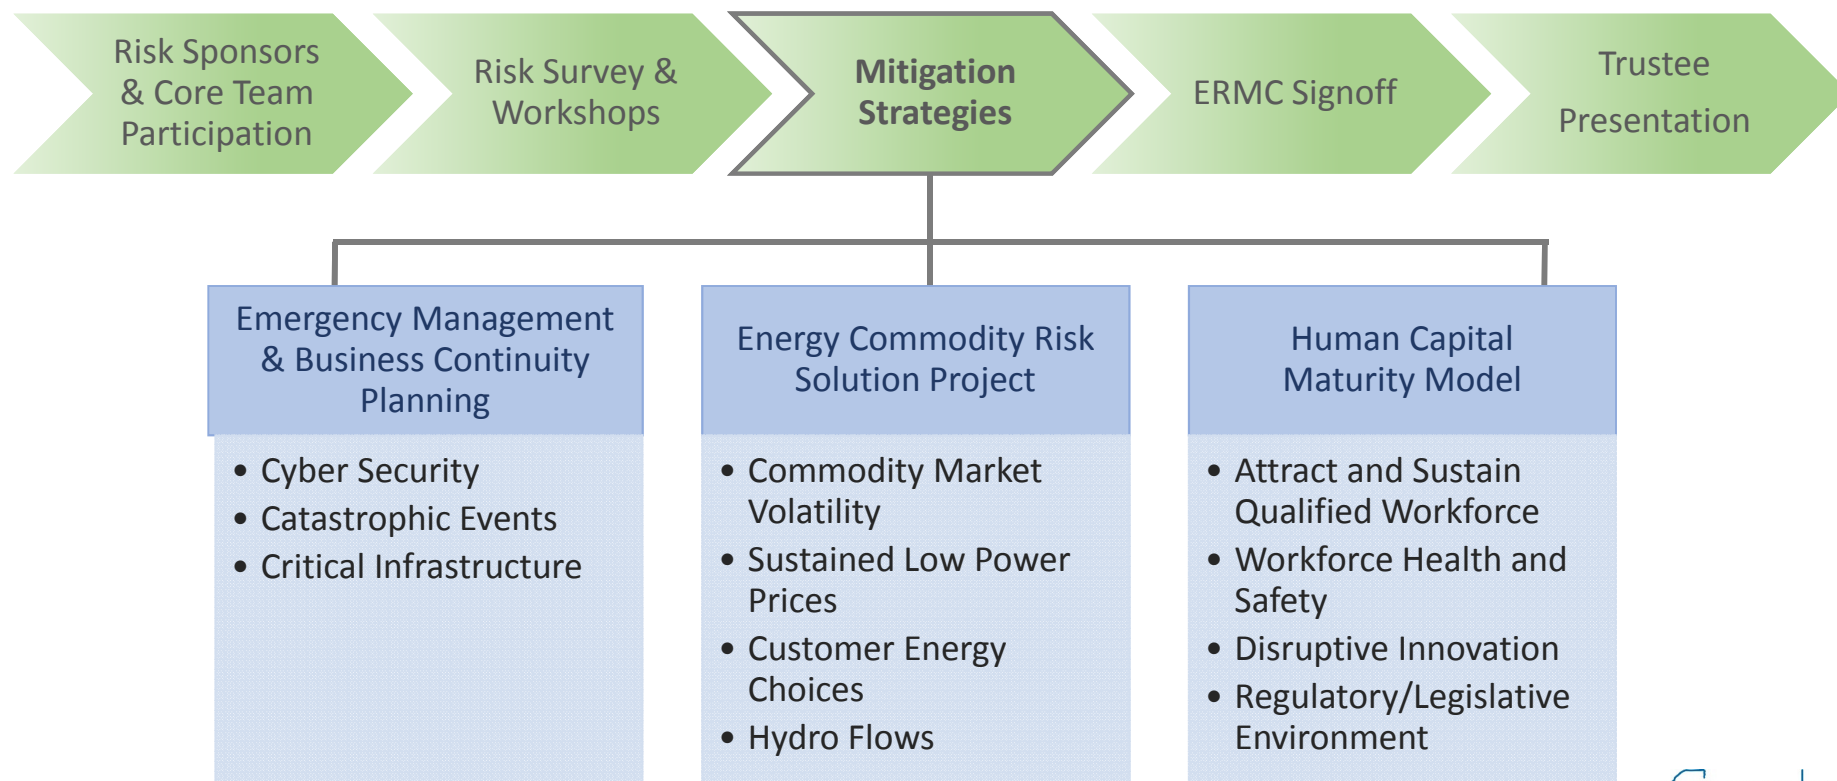 Risk Sponsors
& Core Team
Participation
Risk Survey &
Workshops
Mitigation
Strategies
ERMC Signoff
Trustee
Presentation
Emergency Management
& Business Continuity
Planning
• Cyber Security
• Catastrophic Events
• Critical Infrastructure
Energy Commodity Risk
Solution Project
• Commodity Market
Volatility
• Sustained Low Power
Prices
• Customer Energy
Choices
• Hydro Flows
Human Capital
Maturity Model
• Attract and Sustain
Qualified Workforce
• Workforce Health and
Safety
• Disruptive Innovation
• Regulatory/Legislative
Environment